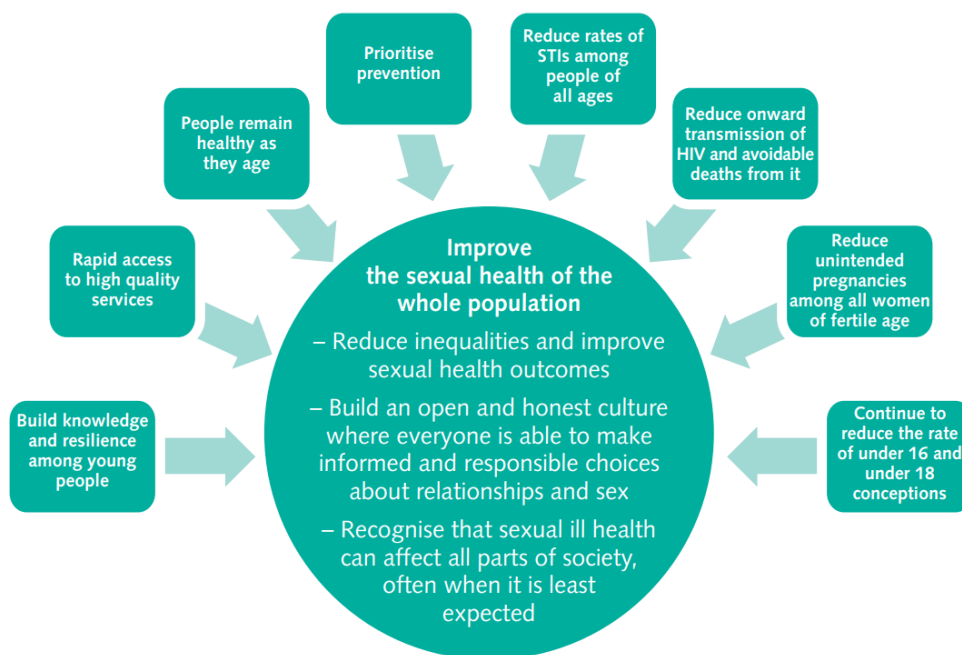 Build knowledge
and resilience
among young
people
Rapid access
to high quality
services
People remain
healthy as
they age
Prioritise
prevention
Reduce rates of
STIs among
people of
all ages
Reduce onward
transmission of
HIV and avoidable
deaths from it
Reduce
unintended
pregnancies
among all women
of fertile age
Continue to
reduce the rate
of under 16 and
under 18
conceptions
Improve
the sexual health of the
whole population
– Reduce inequalities and improve
sexual health outcomes
– Build an open and honest culture
where everyone is able to make
informed and responsible choices
about relationships and sex
– Recognise that sexual ill health
can affect all parts of society,
often when it is least
expected